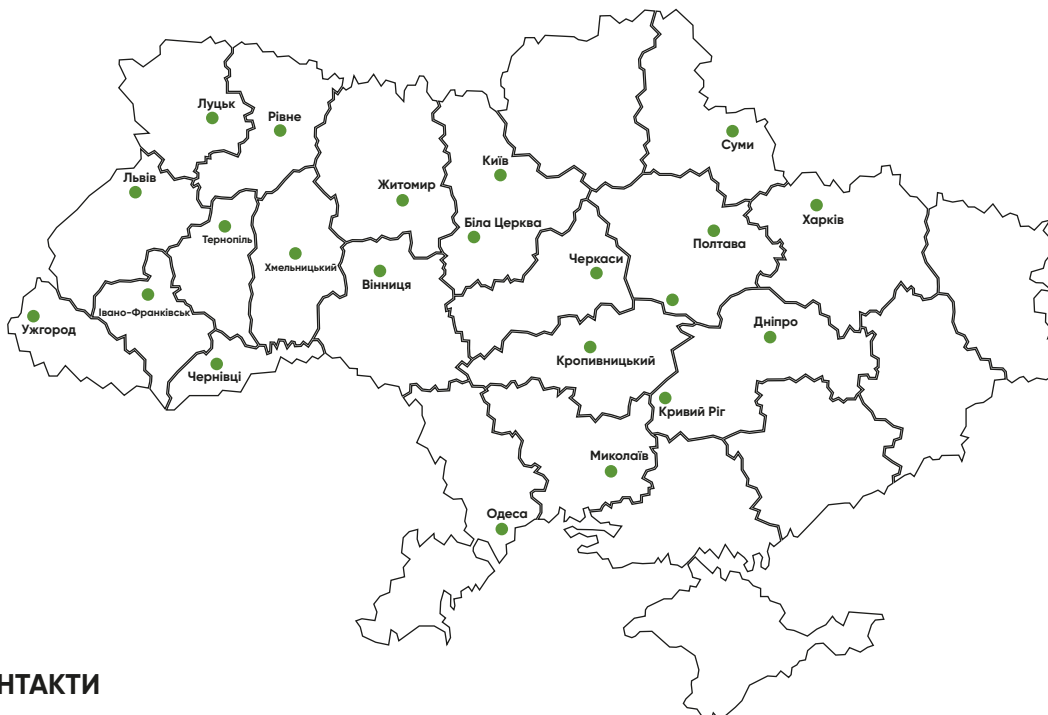 Луцьк
Рівне
Суми
Київ
Львів
Житомир
Харків
Біла Церква
Тернопіль
Полтава
Черкаси
Хмельницький
Вінниця
Івано-Франківськ
Ужгород
Дніпро
Кропивницький
Чернівці
Кривий Ріг
Миколаїв
Одеса
НТАКТИ